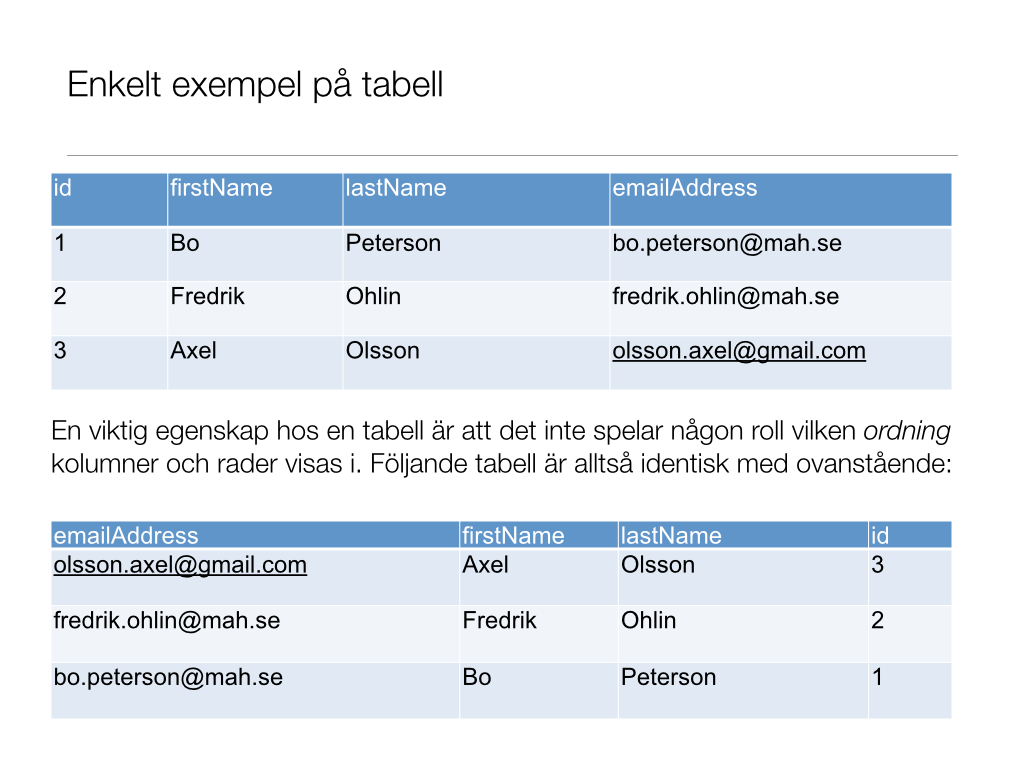 Enkelt exempel på tabell
id firstName lastName emailAddress
1 Bo Peterson bo.peterson@mah.se
2 Fredrik Ohlin fredrik.ohlin@mah.se
3 Axel Olsson olsson.axel@gmail.com
En viktig egenskap hos en tabell är att det inte spelar någon roll vilken ordning
kolumner och rader visas i. Följande tabell är alltså identisk med ovanstående:
emailAddress firstName lastName id
olsson.axel@gmail.com Axel Olsson 3
fredrik.ohlin@mah.se Fredrik Ohlin 2
bo.peterson@mah.se Bo Peterson 1